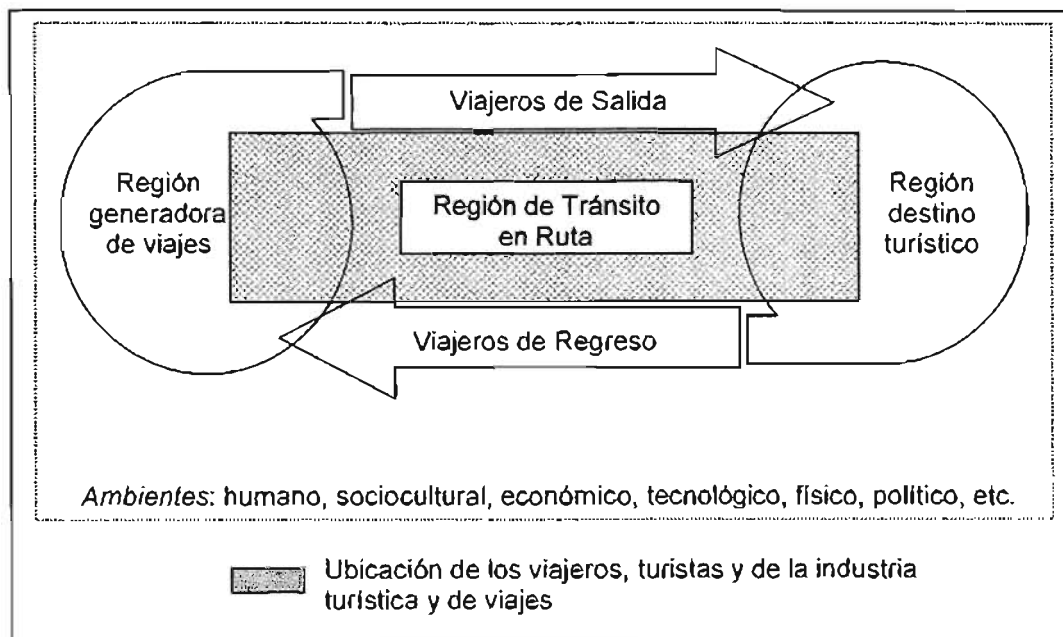 Viajeros de Salida
Región
generadora
de viajes
Región de Tránsito
en Ruta
Región
destino
turístico
Viajeros de Regreso
Ambientes: humano, sociocultural, económico, tecnológico, físico, político, etc.
Ubicación de los viajeros, turistas y de la industria
turística y de viajes